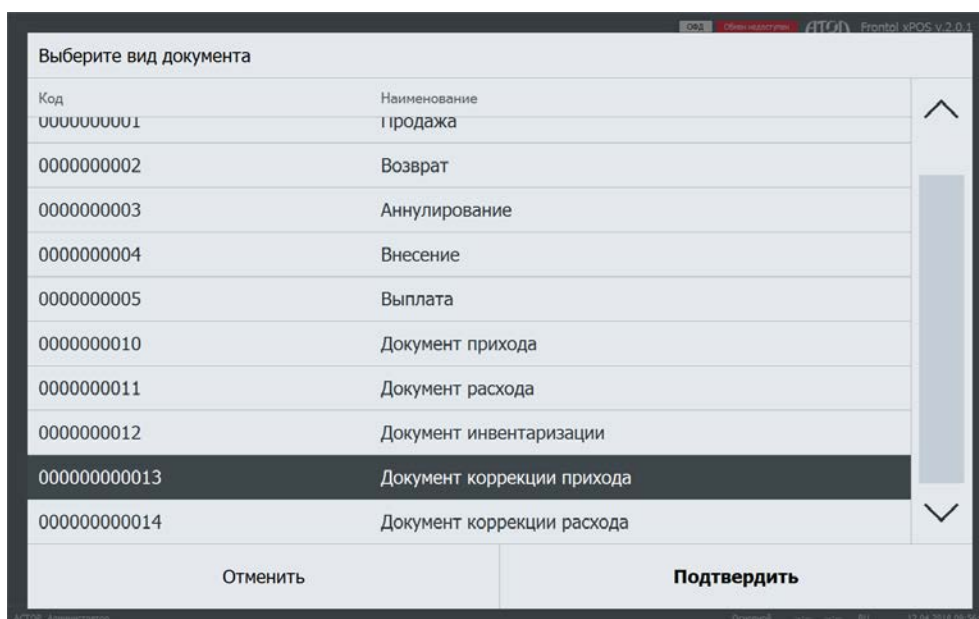 ОФД Обмен недоступен АТОЛ Frontol xPOS v.2.0.1
Выберите вид документа
Код Наименование
0000000001 Продажа
0000000002 Возврат
0000000003 Аннулирование
0000000004 Внесение
0000000005 Выплата
0000000010 Документ прихода
0000000011 Документ расхода
0000000012 Документ инвентаризации
000000000013 Документ коррекции прихода
000000000014 Документ коррекции расхода
Отменить Подтвердить